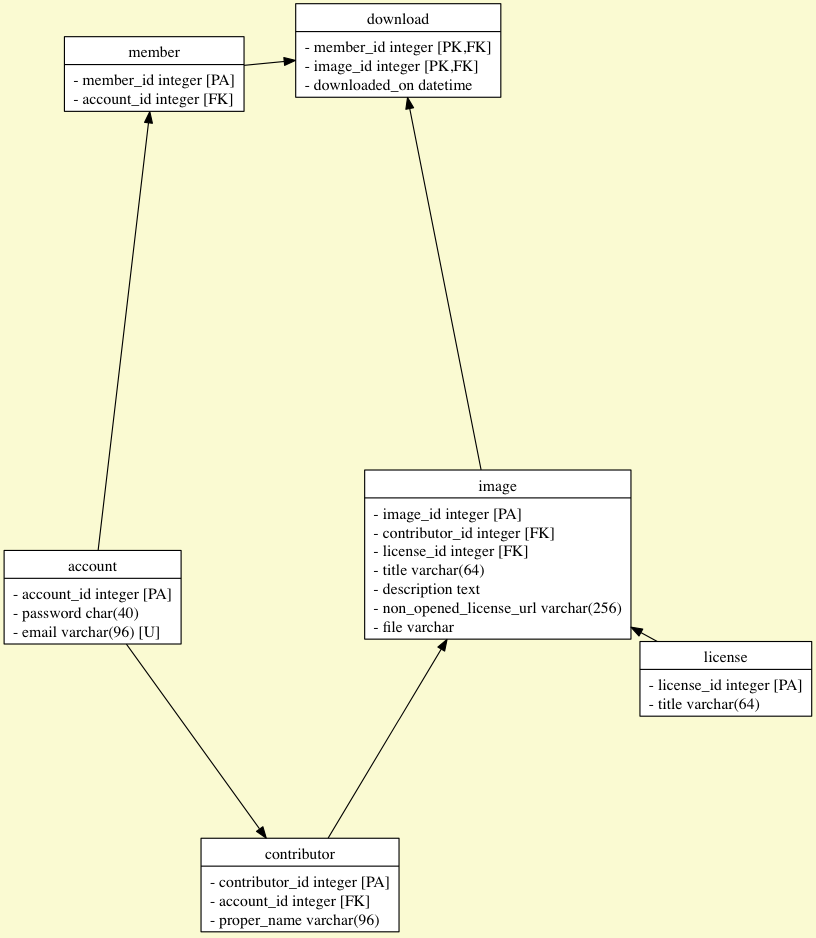 download
- member_id integer [PK,FK]
- image_id integer [PK,FK]
- downloaded_on datetime
member
- member_id integer [PA]
- account_id integer [FK]
image
- image_id integer [PA]
- contributor_id integer [FK]
- license_id integer [FK]
- title varchar(64)
- description text
- non_opened_license_url varchar(256)
- file varchar
account
- account_id integer [PA]
- password char(40)
- email varchar(96) [U]
license
- license_id integer [PA]
- title varchar(64)
contributor
- contributor_id integer [PA]
- account_id integer [FK]
- proper_name varchar(96)